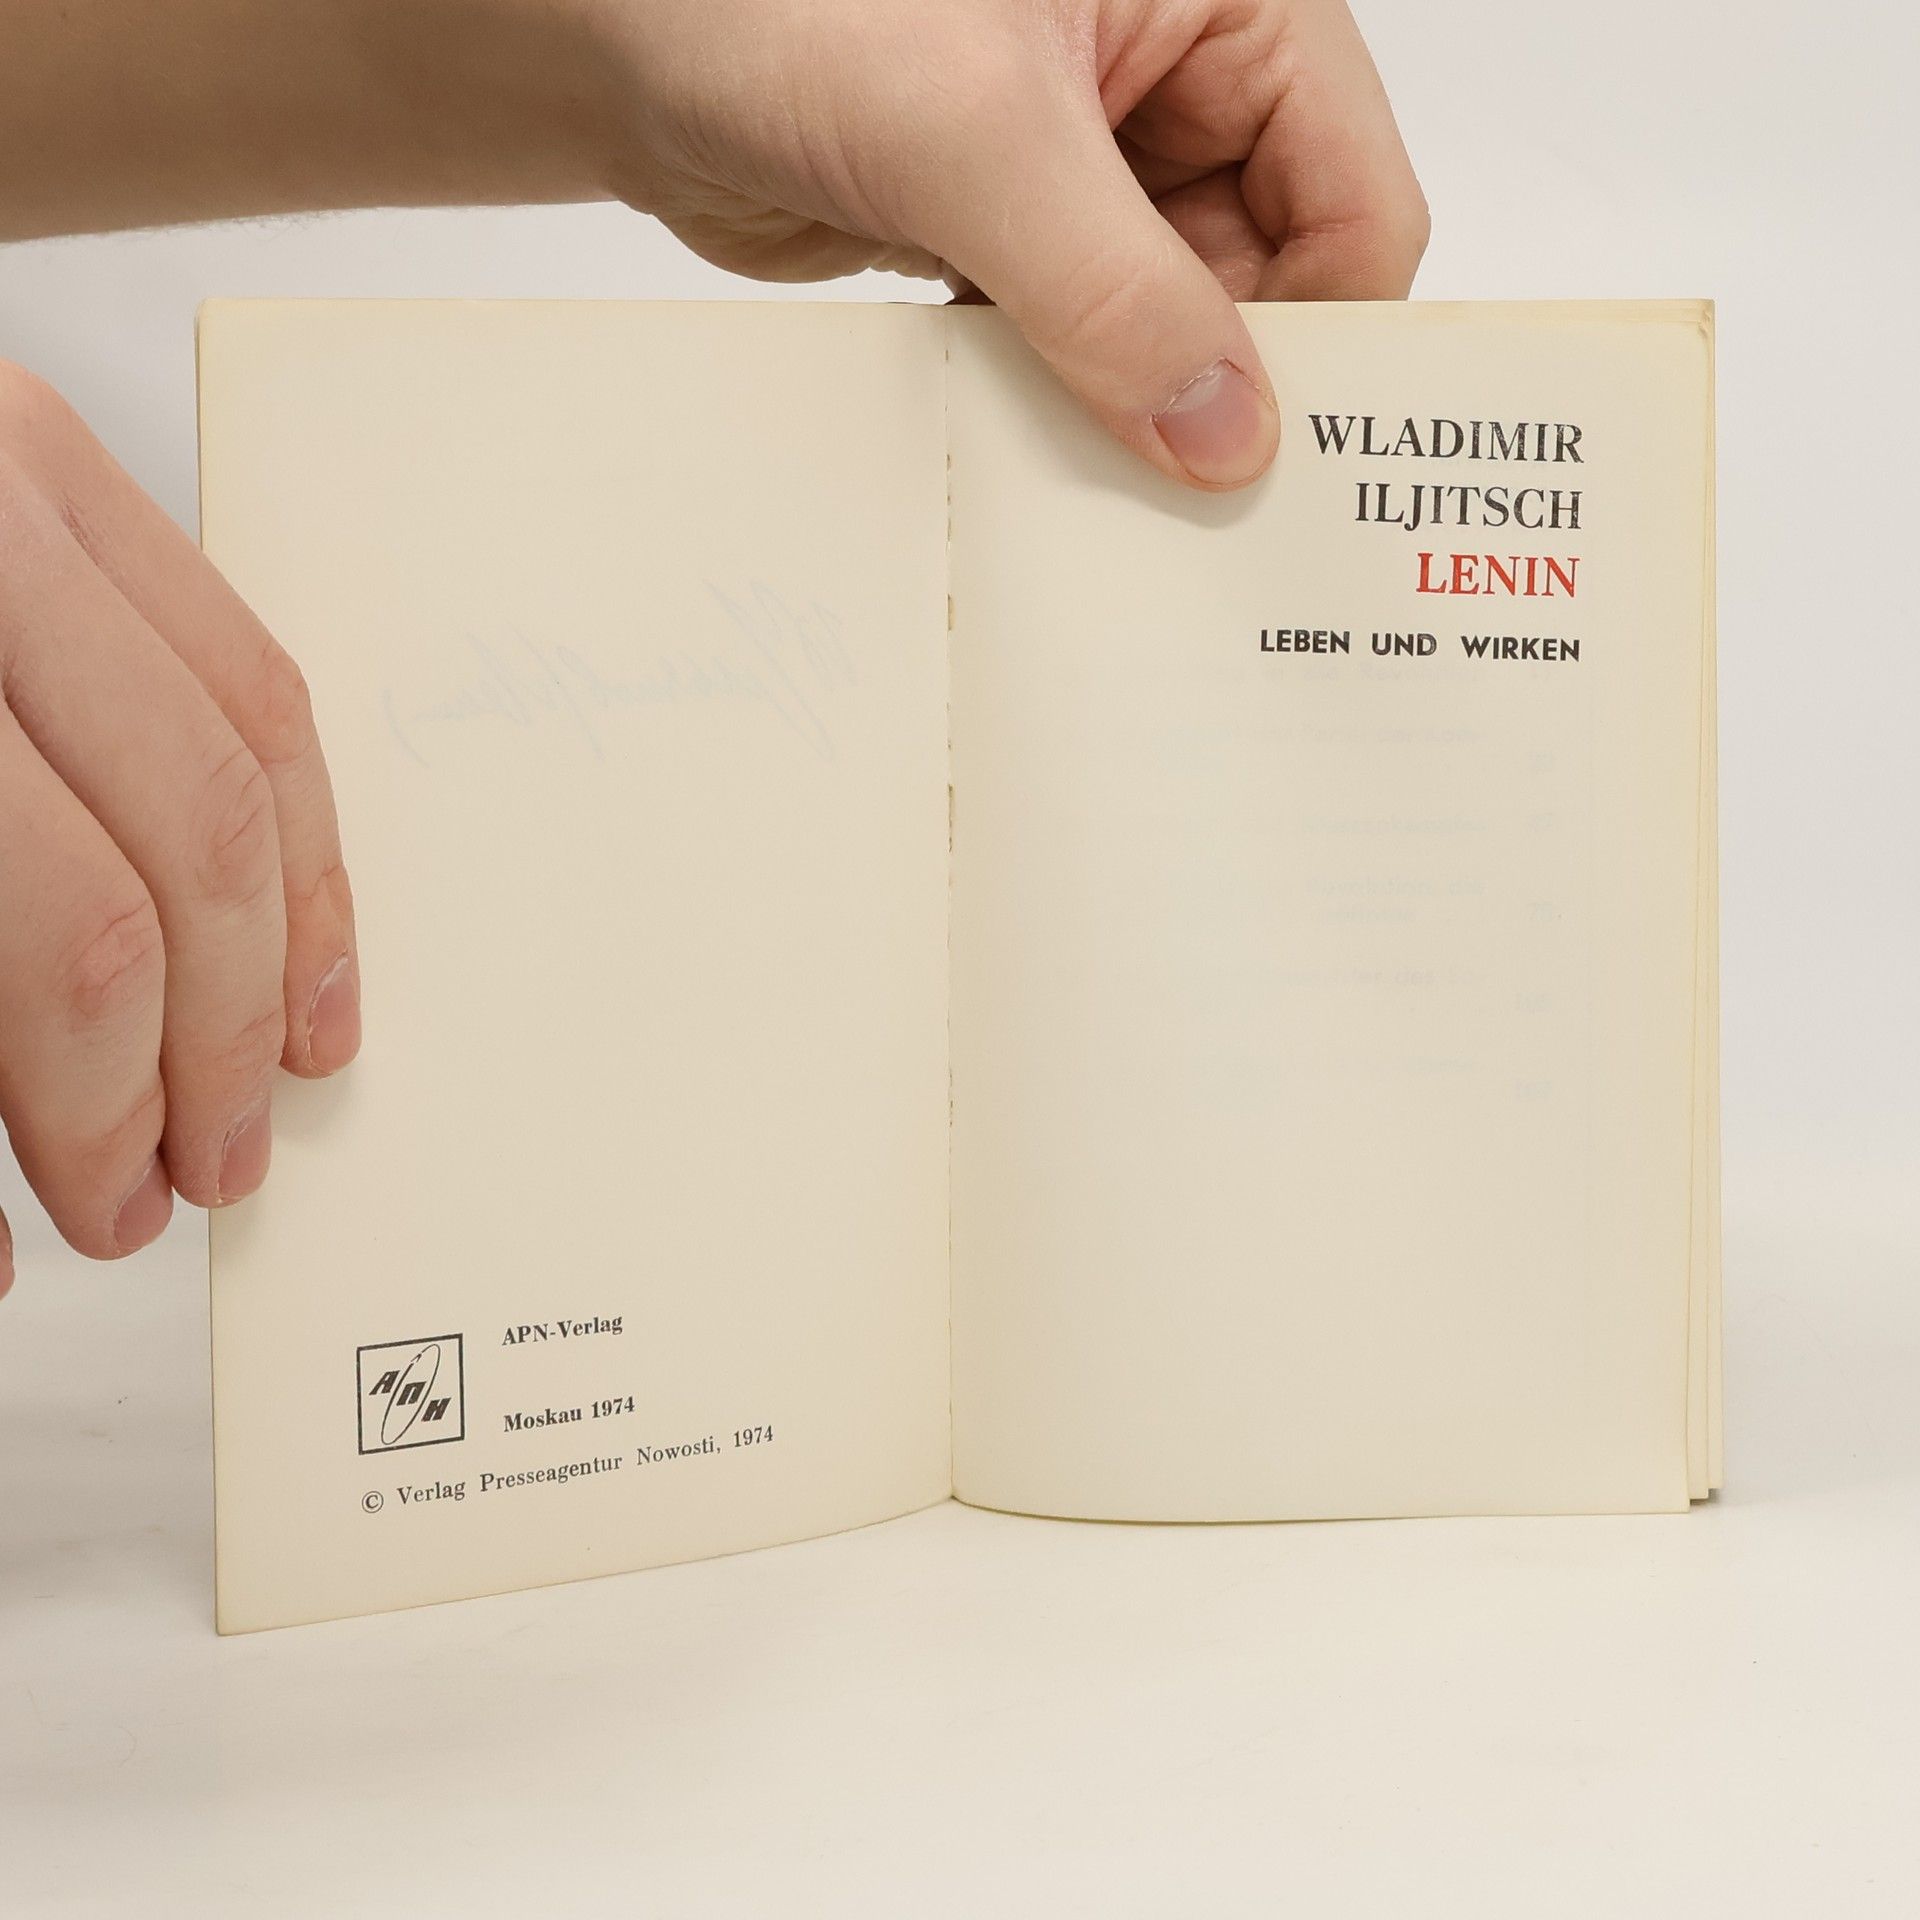 АПН
APN-Verlag
Moskau 1974
© Verlag Presseagentur Nowosti, 1974
WLADIMIR
ILJITSCH
LENIN
LEBEN UND WIRKEN